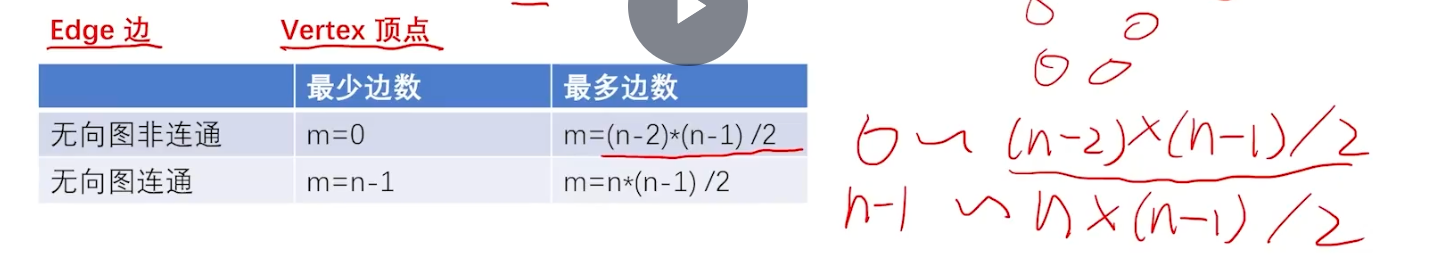 Edge 边 Vertex 顶点
最少边数 最多边数
无向图非连通 m=0 m=(n-2)*(n-1) /2
无向图连通 m=n-1 m=n*(n-1) /2
0 ~ (n-2)×(n-1)/2
n-1 ~ n×(n-1)/2